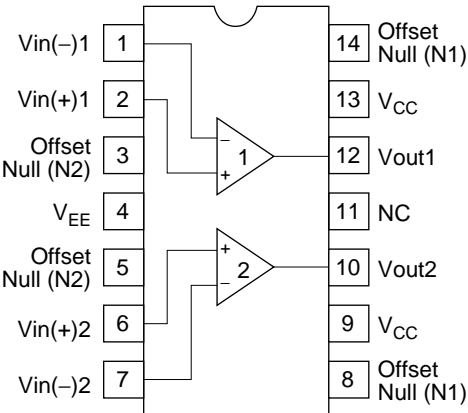 Vin(−)1 1
Vin(+)1 2
Offset
Null (N2) 3
VEE 4
Offset
Null (N2) 5
Vin(+)2 6
Vin(−)2 7
− 1
+
+ 2
−
14 Offset
Null (N1)
13 VCC
12 Vout1
11 NC
10 Vout2
9 VCC
8 Offset
Null (N1)